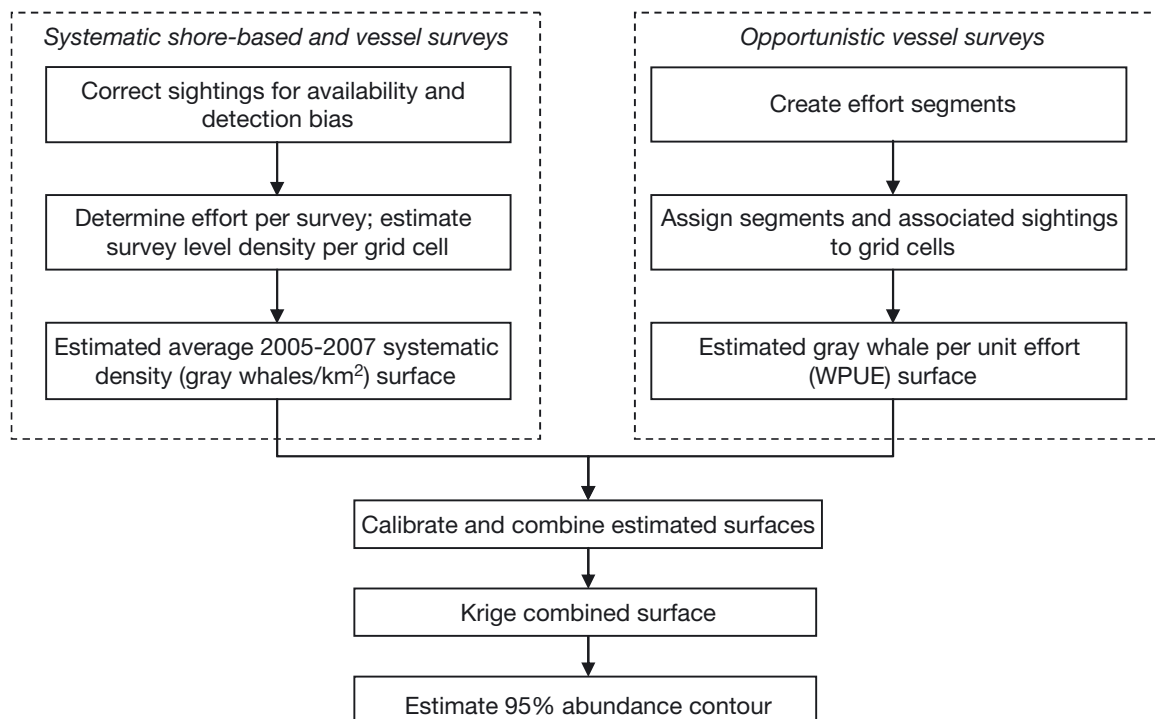 Systematic shore-based and vessel surveys
Correct sightings for availability and
detection bias
Determine effort per survey; estimate
survey level density per grid cell
Estimated average 2005-2007 systematic
density (gray whales/km²) surface
Opportunistic vessel surveys
Create effort segments
Assign segments and associated sightings
to grid cells
Estimated gray whale per unit effort
(WPUE) surface
Calibrate and combine estimated surfaces
Krige combined surface
Estimate 95% abundance contour